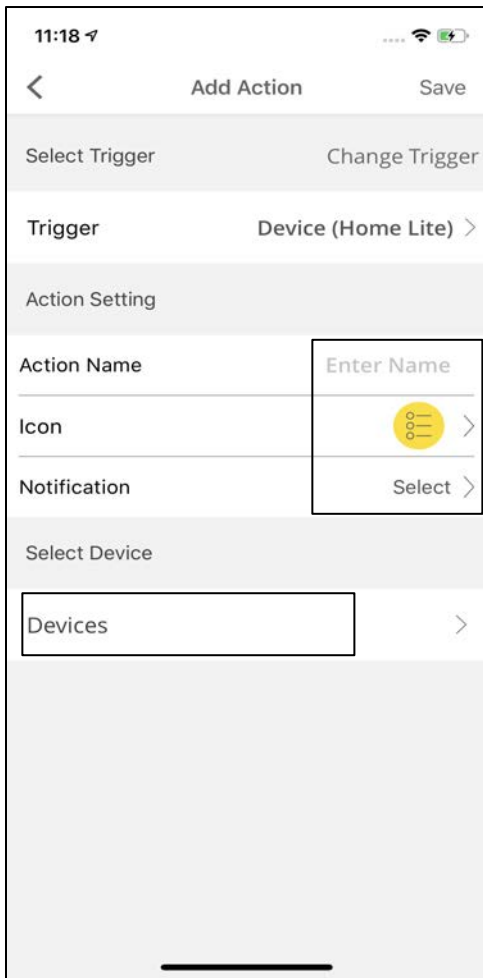 11:18
Add Action Save
Select Trigger Change Trigger
Trigger Device (Home Lite)
Action Setting
Action Name Enter Name
Icon
Notification Select
Select Device
Devices